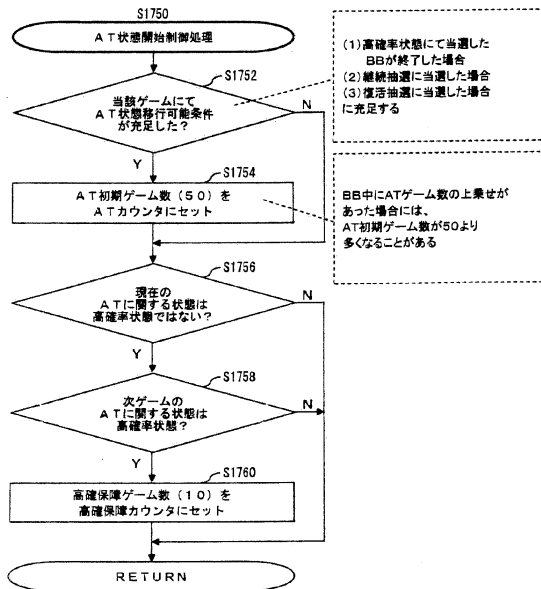 S1750
AT状態開始制御処理
S1752
当該ゲームにて
AT状態移行可能条件
が充足した?
N
Y
(1)高確率状態にて当選した
BBが終了した場合
(2)継続抽選に当選した場合
(3)復活抽選に当選した場合
に充足する
S1754
AT初期ゲーム数(50)を
ATカウンタにセット
BB中にATゲーム数の上乗せが
あった場合には、
AT初期ゲーム数が50より
多くなることがある
S1756
現在の
ATに関する状態は
高確率状態ではない?
N
Y
S1758
次ゲームの
ATに関する状態は
高確率状態?
N
Y
S1760
高確保障ゲーム数(10)を
高確保障カウンタにセット
RETURN